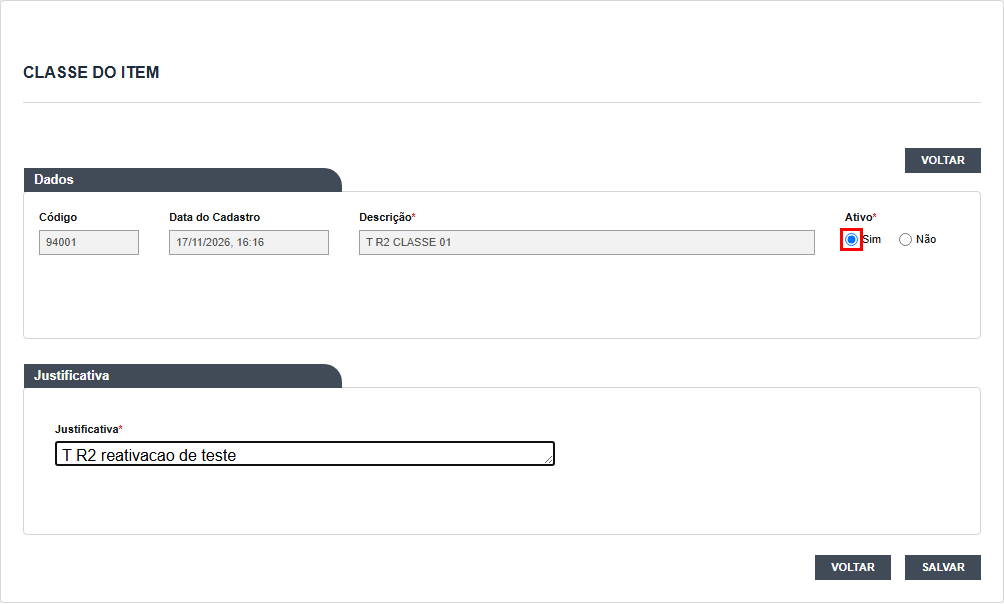 CLASSE DO ITEM
VOLTAR
Dados
Código Data do Cadastro Descrição* Ativo*
94001 17/11/2026, 16:16 T R2 CLASSE 01 Sim Não
Justificativa
Justificativa*
T R2 reativacao de teste
VOLTAR SALVAR